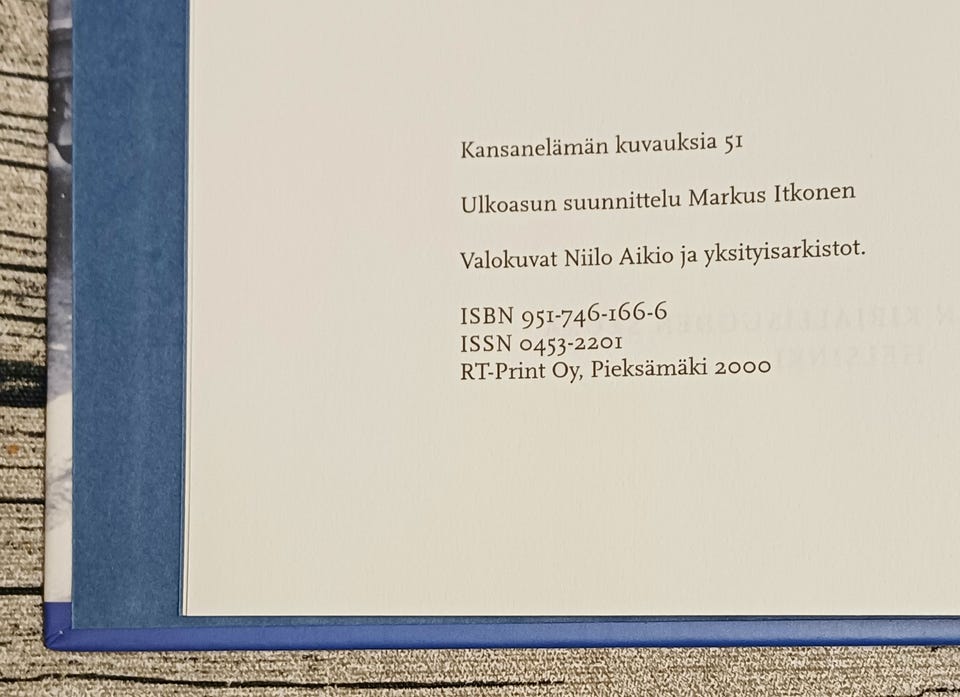 Kansanelämän kuvauksia 51
Ulkoasun suunnittelu Markus Itkonen
Valokuvat Niilo Aikio ja yksityisarkistot.
ISBN 951-746-166-6
ISSN 0453-2201
RT-Print Oy, Pieksämäki 2000